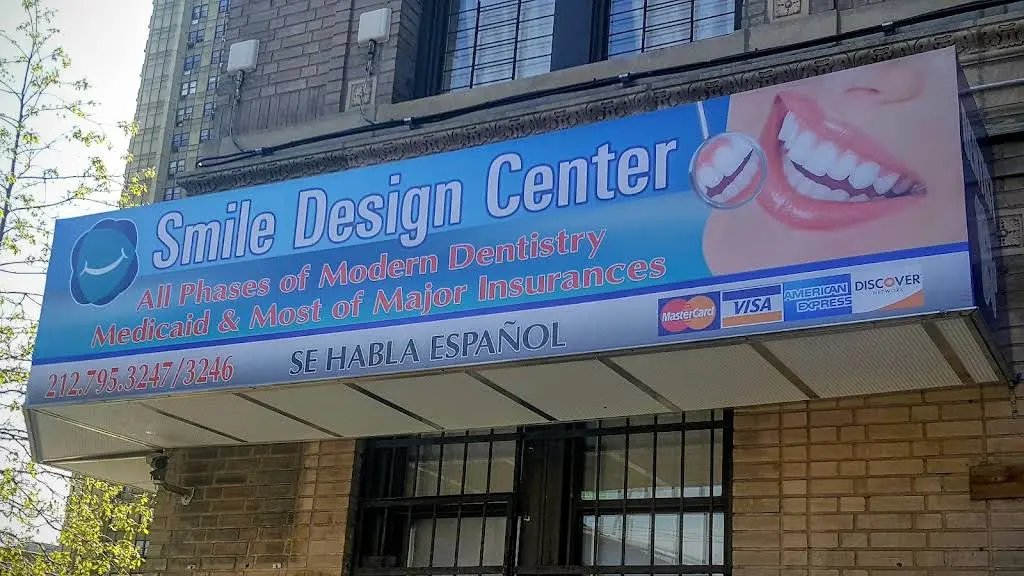 Smile Design Center
All Phases of Modern Dentistry
Medicaid & Most of Major Insurances
212.795.3247/3246
SE HABLA ESPAÑOL
MasterCard
VISA
AMERICAN EXPRESS
DISCOVER
NETWORK